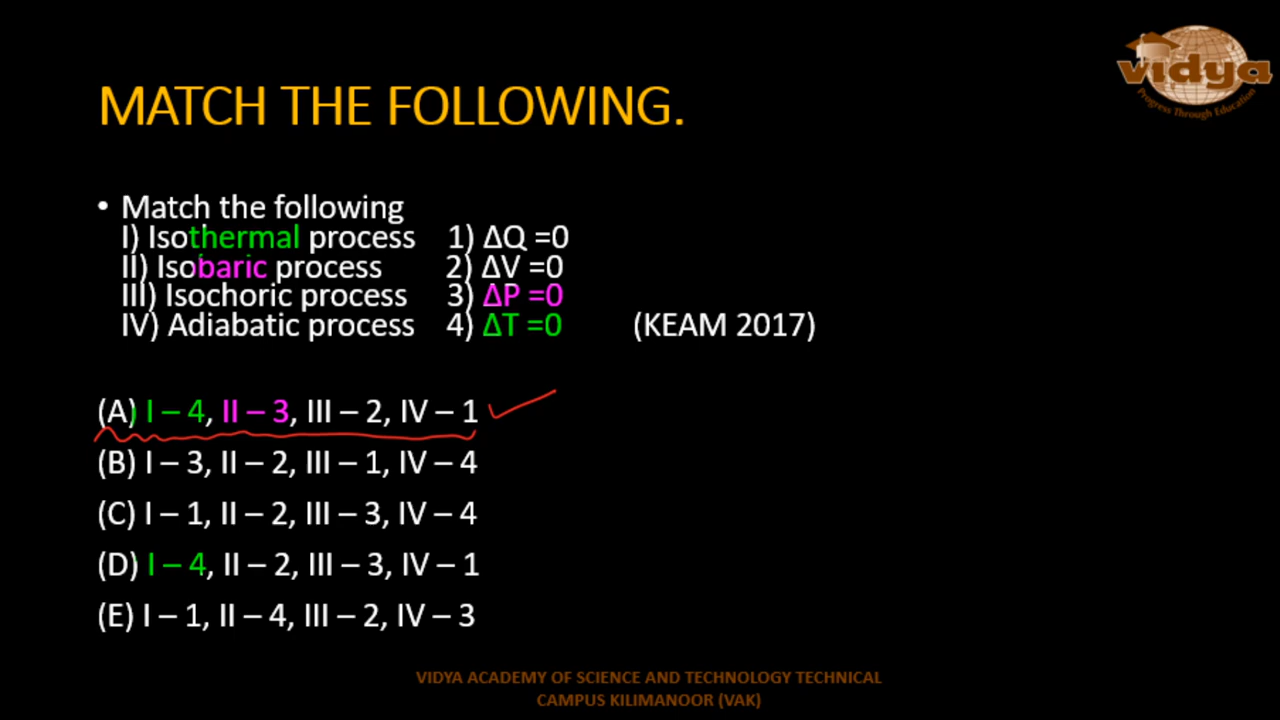 vidya
Progress Through Education
MATCH THE FOLLOWING.
• Match the following
I) Isothermal process 1) ΔQ =0
II) Isobaric process 2) ΔV =0
III) Isochoric process 3) ΔP =0
IV) Adiabatic process 4) ΔT =0 (KEAM 2017)
(A) I – 4, II – 3, III – 2, IV – 1
(B) I – 3, II – 2, III – 1, IV – 4
(C) I – 1, II – 2, III – 3, IV – 4
(D) I – 4, II – 2, III – 3, IV – 1
(E) I – 1, II – 4, III – 2, IV – 3
VIDYA ACADEMY OF SCIENCE AND TECHNOLOGY TECHNICAL
CAMPUS KILIMANOOR (VAK)